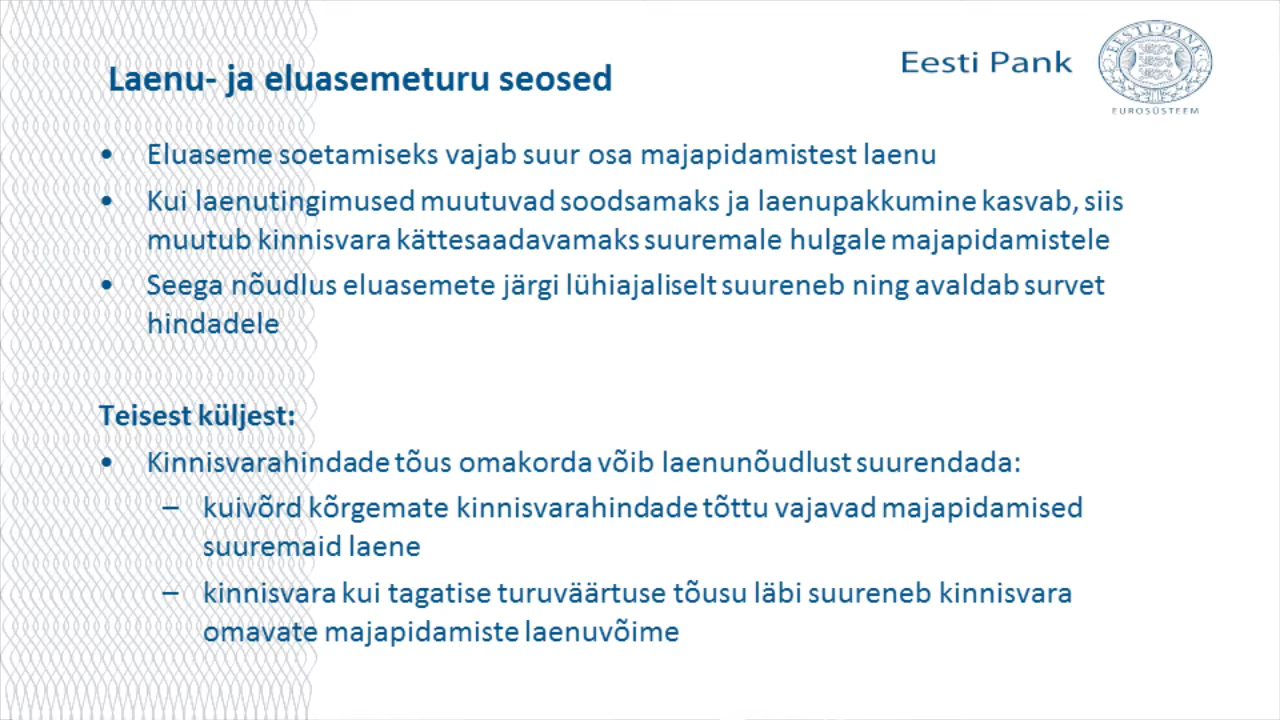 Laenu- ja eluasemeturu seosed
Eesti Pank
EESTI PANK
EUROSÜSTEEM
• Eluaseme soetamiseks vajab suur osa majapidamistest laenu
• Kui laenutingimused muutuvad soodsamaks ja laenupakkumine kasvab, siis
muutub kinnisvara kättesaadavamaks suuremale hulgale majapidamistele
• Seega nõudlus eluasemete järgi lühiajaliselt suureneb ning avaldab survet
hindadele
Teisest küljest:
• Kinnisvarahindade tõus omakorda võib laenunõudlust suurendada:
– kuivõrd kõrgemate kinnisvarahindade tõttu vajavad majapidamised
suuremaid laene
– kinnisvara kui tagatise turuväärtuse tõusu läbi suureneb kinnisvara
omavate majapidamiste laenuvõime